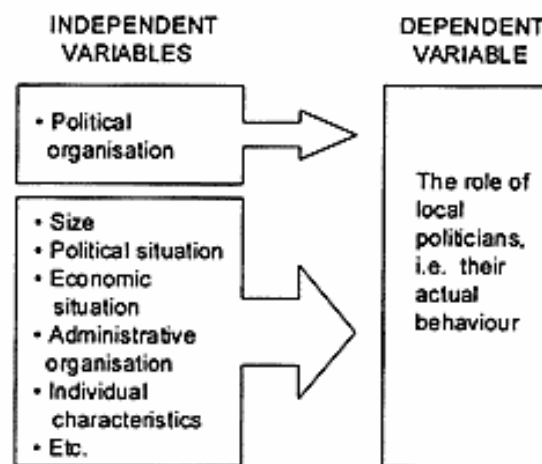 INDEPENDENT
VARIABLES
• Political
organisation
• Size
• Political situation
• Economic
situation
• Administrative
organisation
• Individual
characteristics
• Etc.
DEPENDENT
VARIABLE
The role of
local
politicians,
i.e. their
actual
behaviour